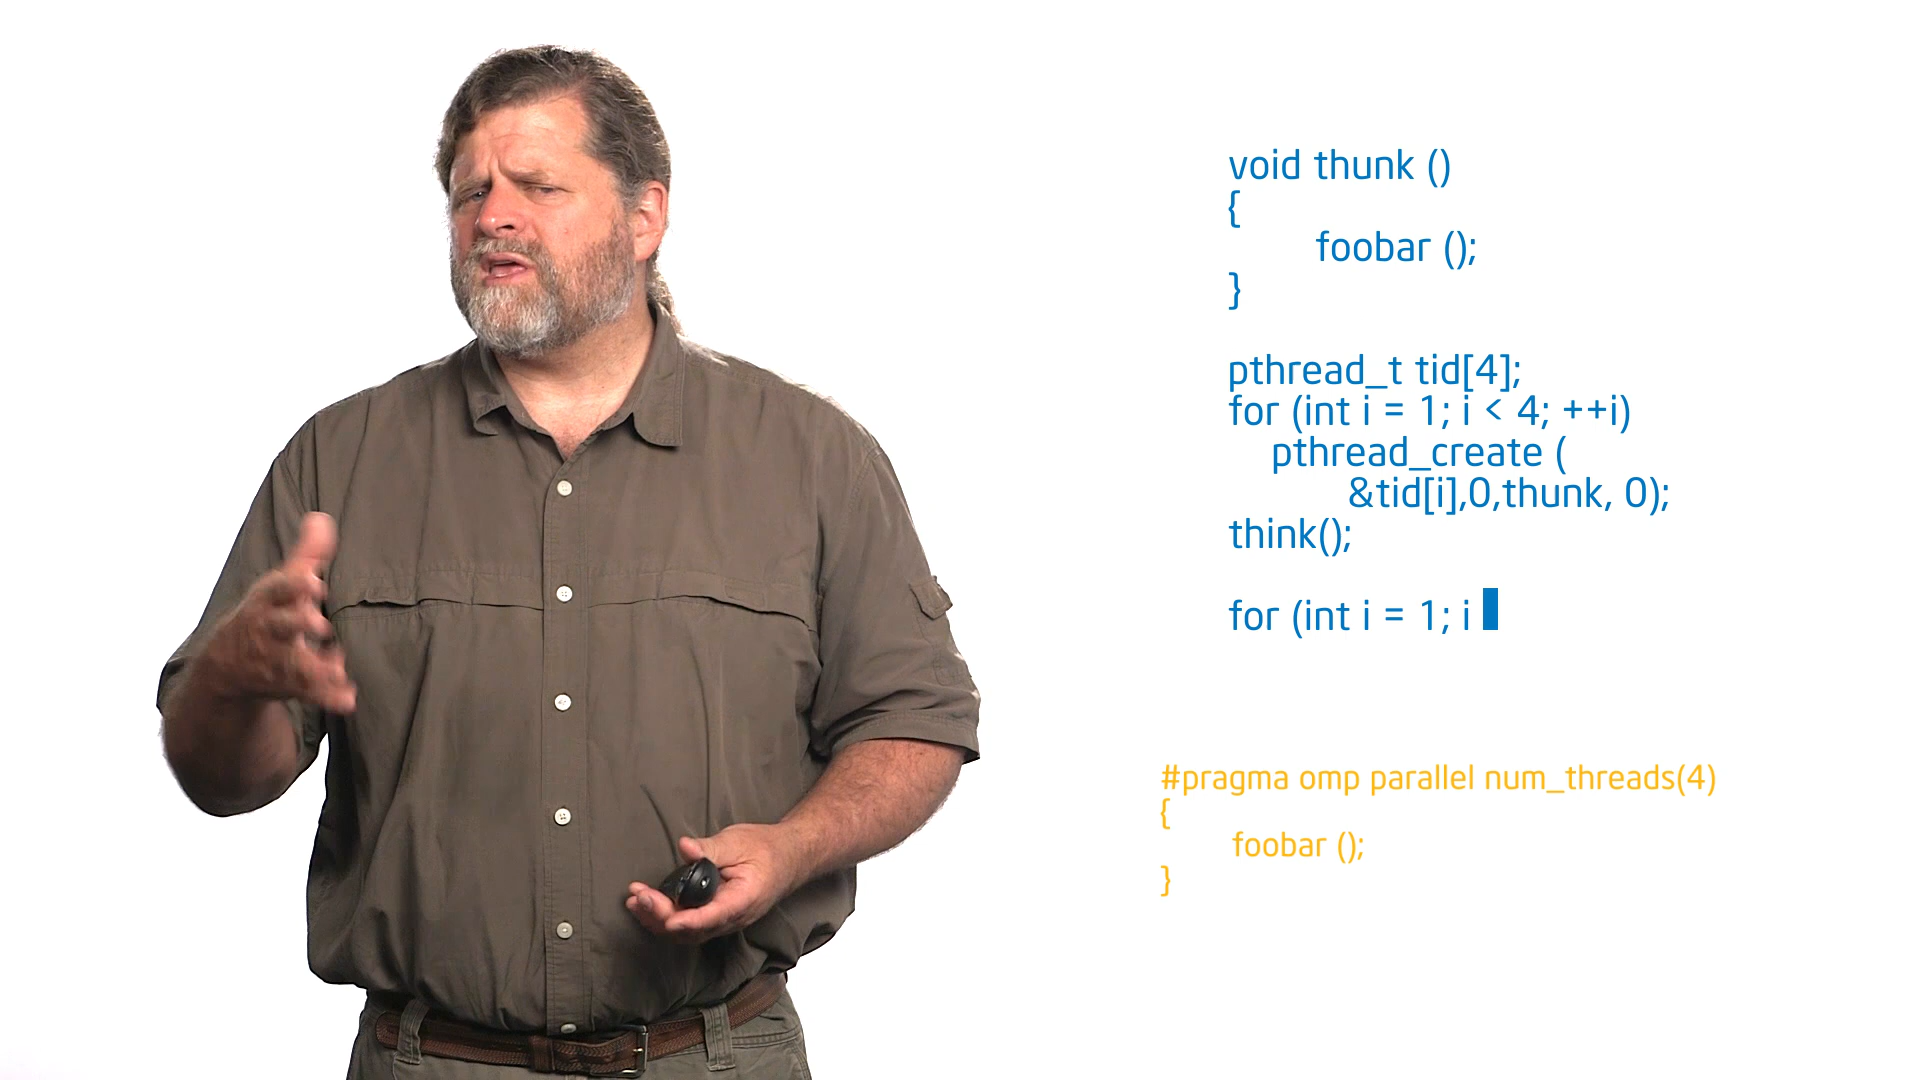 void thunk ()
{
foobar ();
}
pthread_t tid[4];
for (int i = 1; i < 4; ++i)
pthread_create (
&tid[i],0,thunk, 0);
think();
for (int i = 1; i
#pragma omp parallel num_threads(4)
{
foobar ();
}